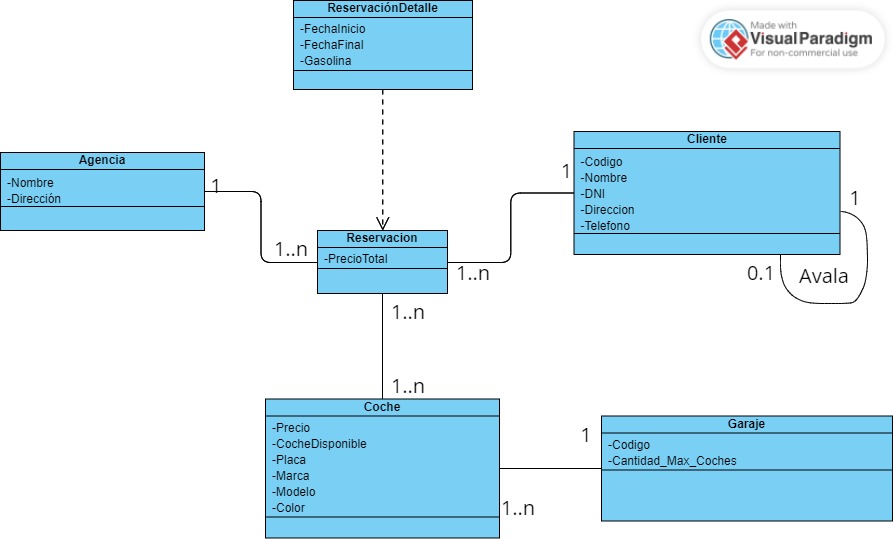 ReservaciónDetalle
-FechaInicio
-FechaFinal
-Gasolina
Made with
VisualParadigm
For non-commercial use
Agencia
-Nombre
-Dirección
1
1..n
Reservacion
-PrecioTotal
1..n
1..n
1
Cliente
-Codigo
-Nombre
-DNI
-Direccion
-Telefono
1
0.1
Avala
1..n
Coche
-Precio
-CocheDisponible
-Placa
-Marca
-Modelo
-Color
1
1..n
Garaje
-Codigo
-Cantidad_Max_Coches